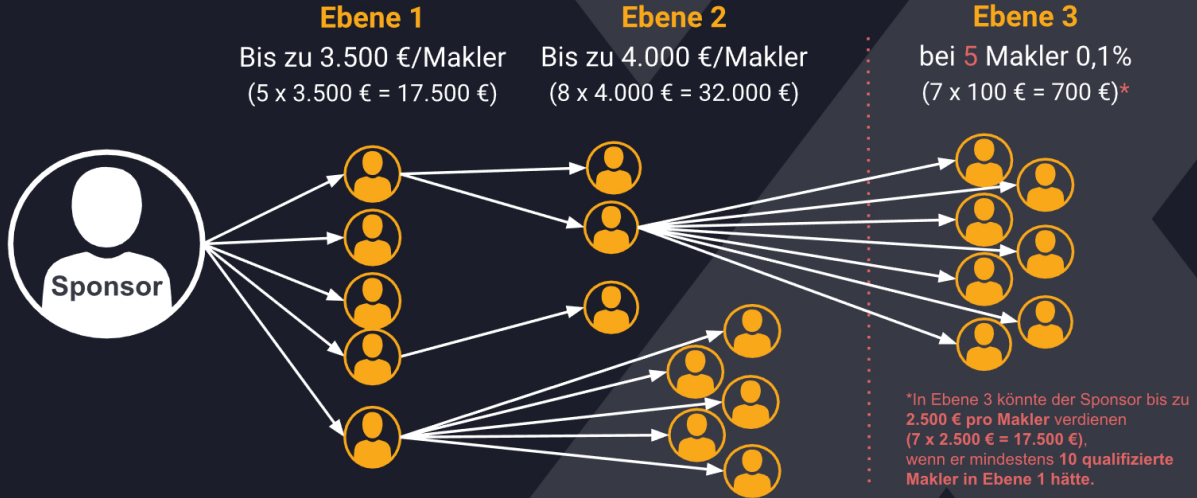 Ebene 1
Bis zu 3.500 €/Makler
(5 x 3.500 € = 17.500 €)
Ebene 2
Bis zu 4.000 €/Makler
(8 x 4.000 € = 32.000 €)
Ebene 3
bei 5 Makler 0,1%
(7 x 100 € = 700 €)*
Sponsor
*In Ebene 3 könnte der Sponsor bis zu
2.500 € pro Makler verdienen
(7 x 2.500 € = 17.500 €),
wenn er mindestens 10 qualifizierte
Makler in Ebene 1 hätte.